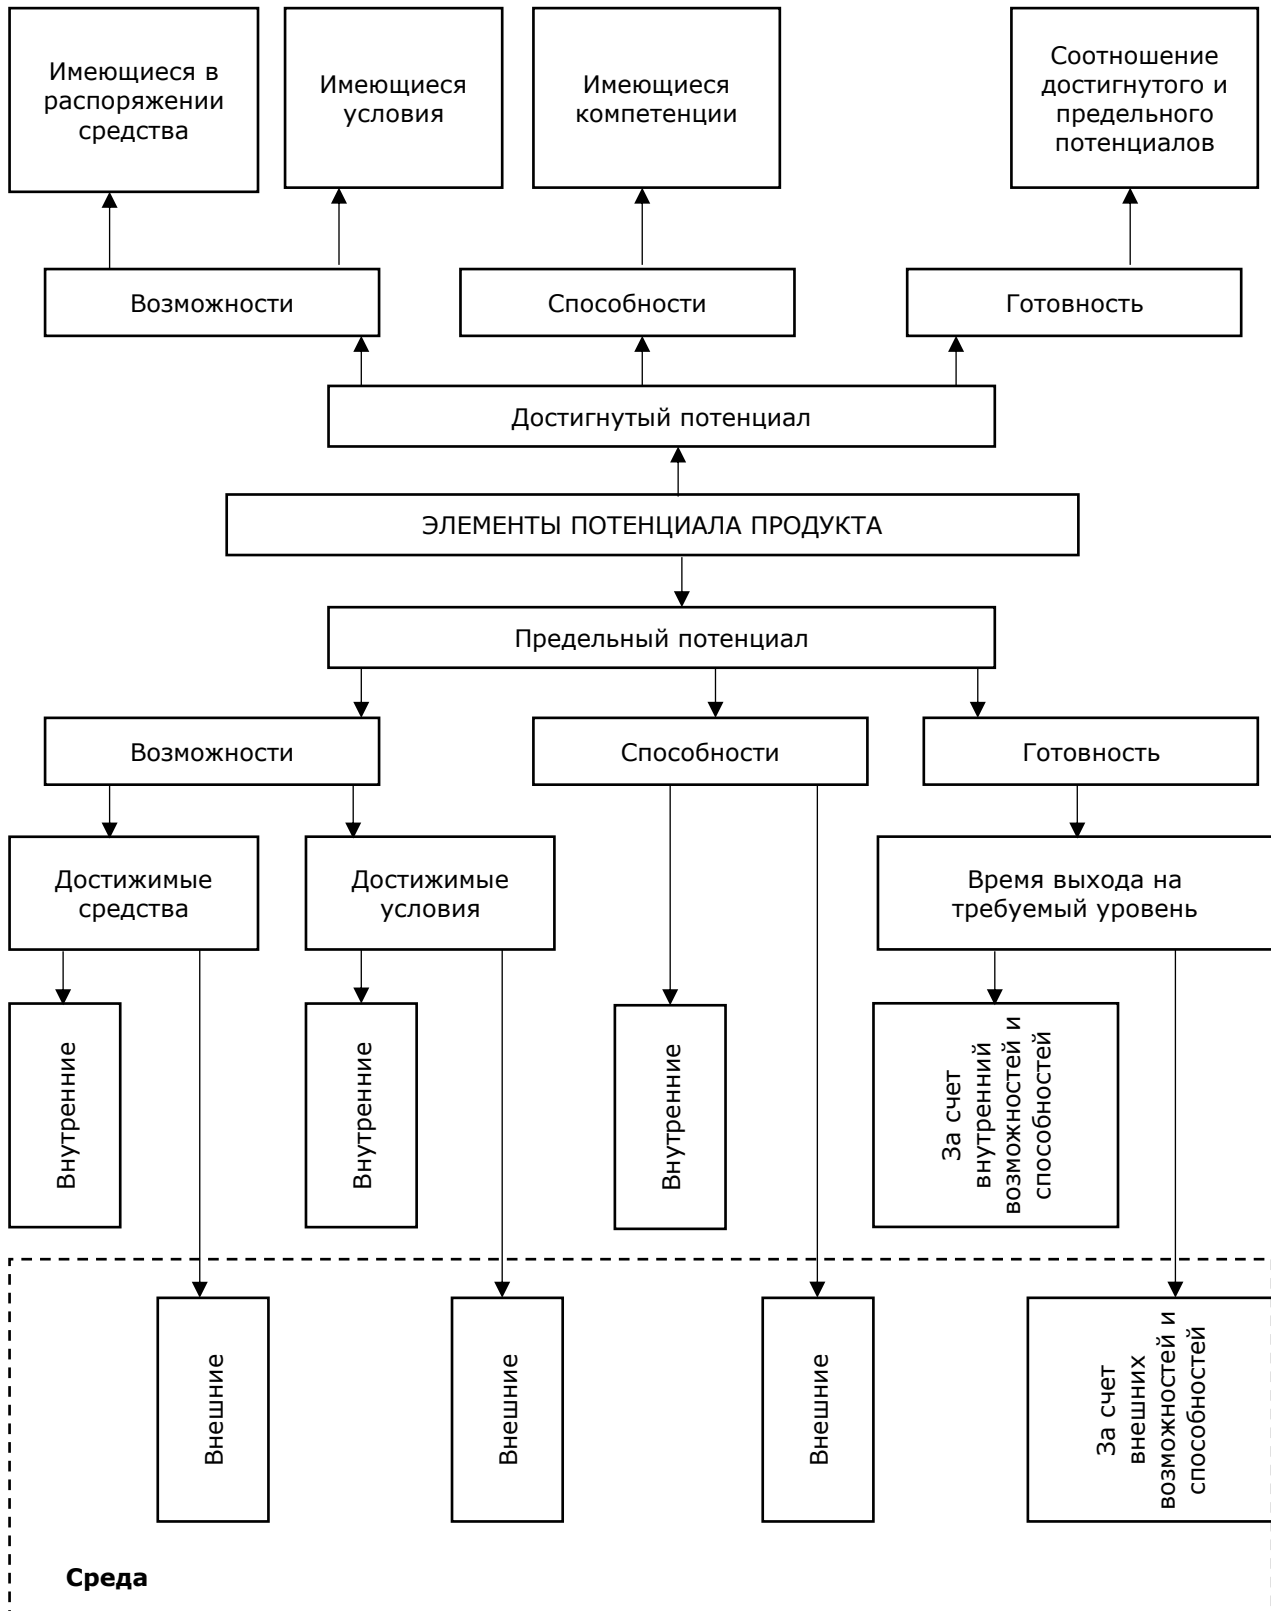 Имеющиеся в
распоряжении
средства
Имеющиеся
условия
Имеющиеся
компетенции
Соотношение
достигнутого и
предельного
потенциалов
Возможности
Способности
Готовность
Достигнутый потенциал
ЭЛЕМЕНТЫ ПОТЕНЦИАЛА ПРОДУКТА
Предельный потенциал
Возможности
Способности
Готовность
Достижимые
средства
Достижимые
условия
Время выхода на
требуемый уровень
Внутренние
Внутренние
Внутренние
За счет
внутренний
возможностей и
способностей
Внешние
Внешние
Внешние
За счет
внешних
возможностей и
способностей
Среда